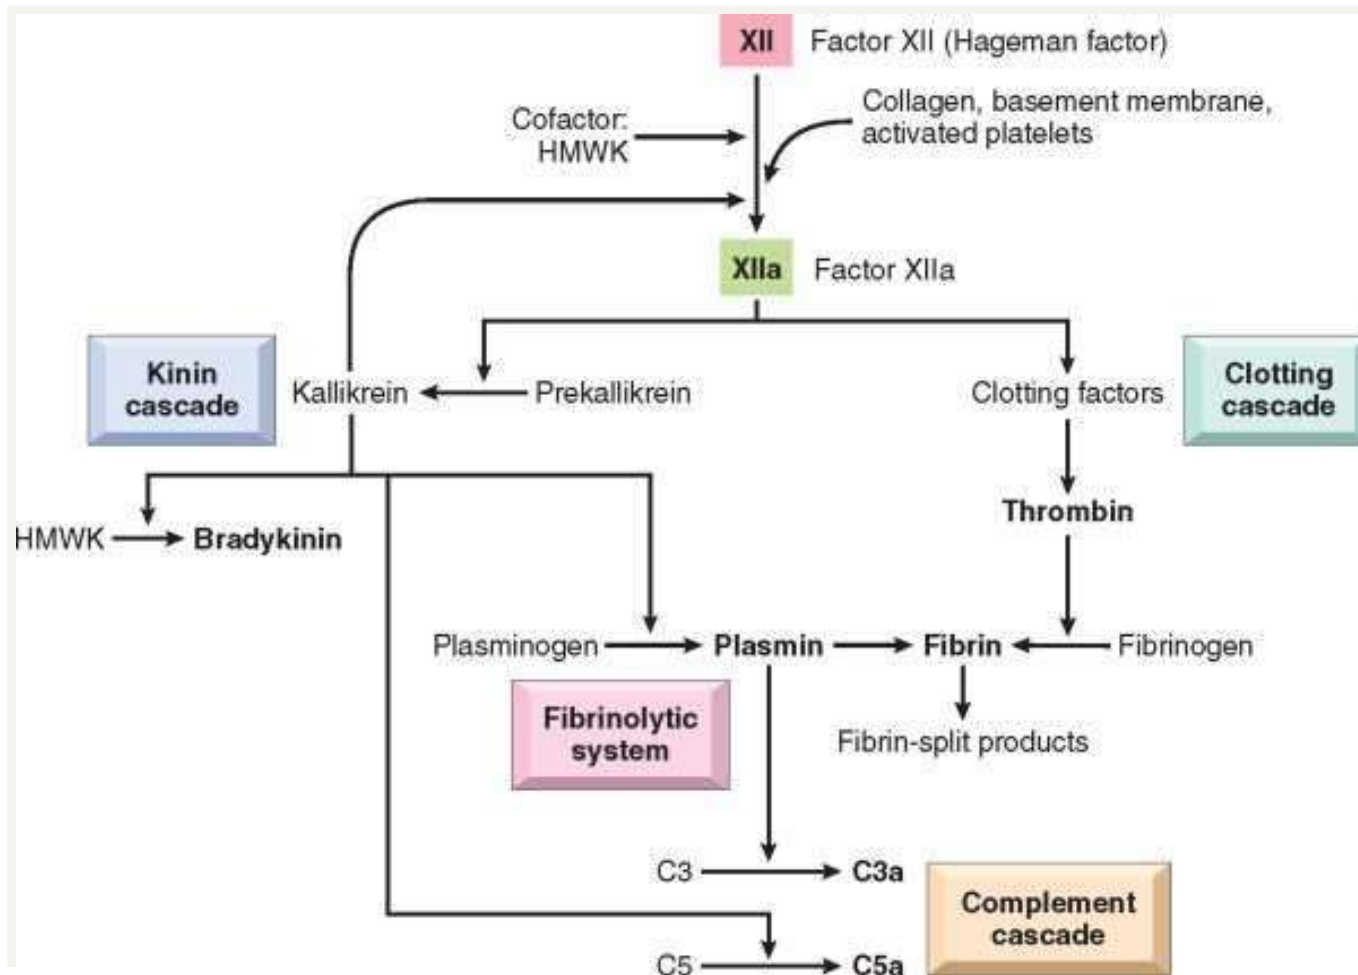 XII
Factor XII (Hageman factor)
Cofactor:
HMWK
Collagen, basement membrane,
activated platelets
XIIa
Factor XIIa
Kinin
cascade
Kallikrein
Prekallikrein
Clotting factors
Clotting
cascade
HMWK
Bradykinin
Thrombin
Plasminogen
Plasmin
Fibrin
Fibrinogen
Fibrinolytic
system
Fibrin-split products
C3
C3a
Complement
cascade
C5
C5a